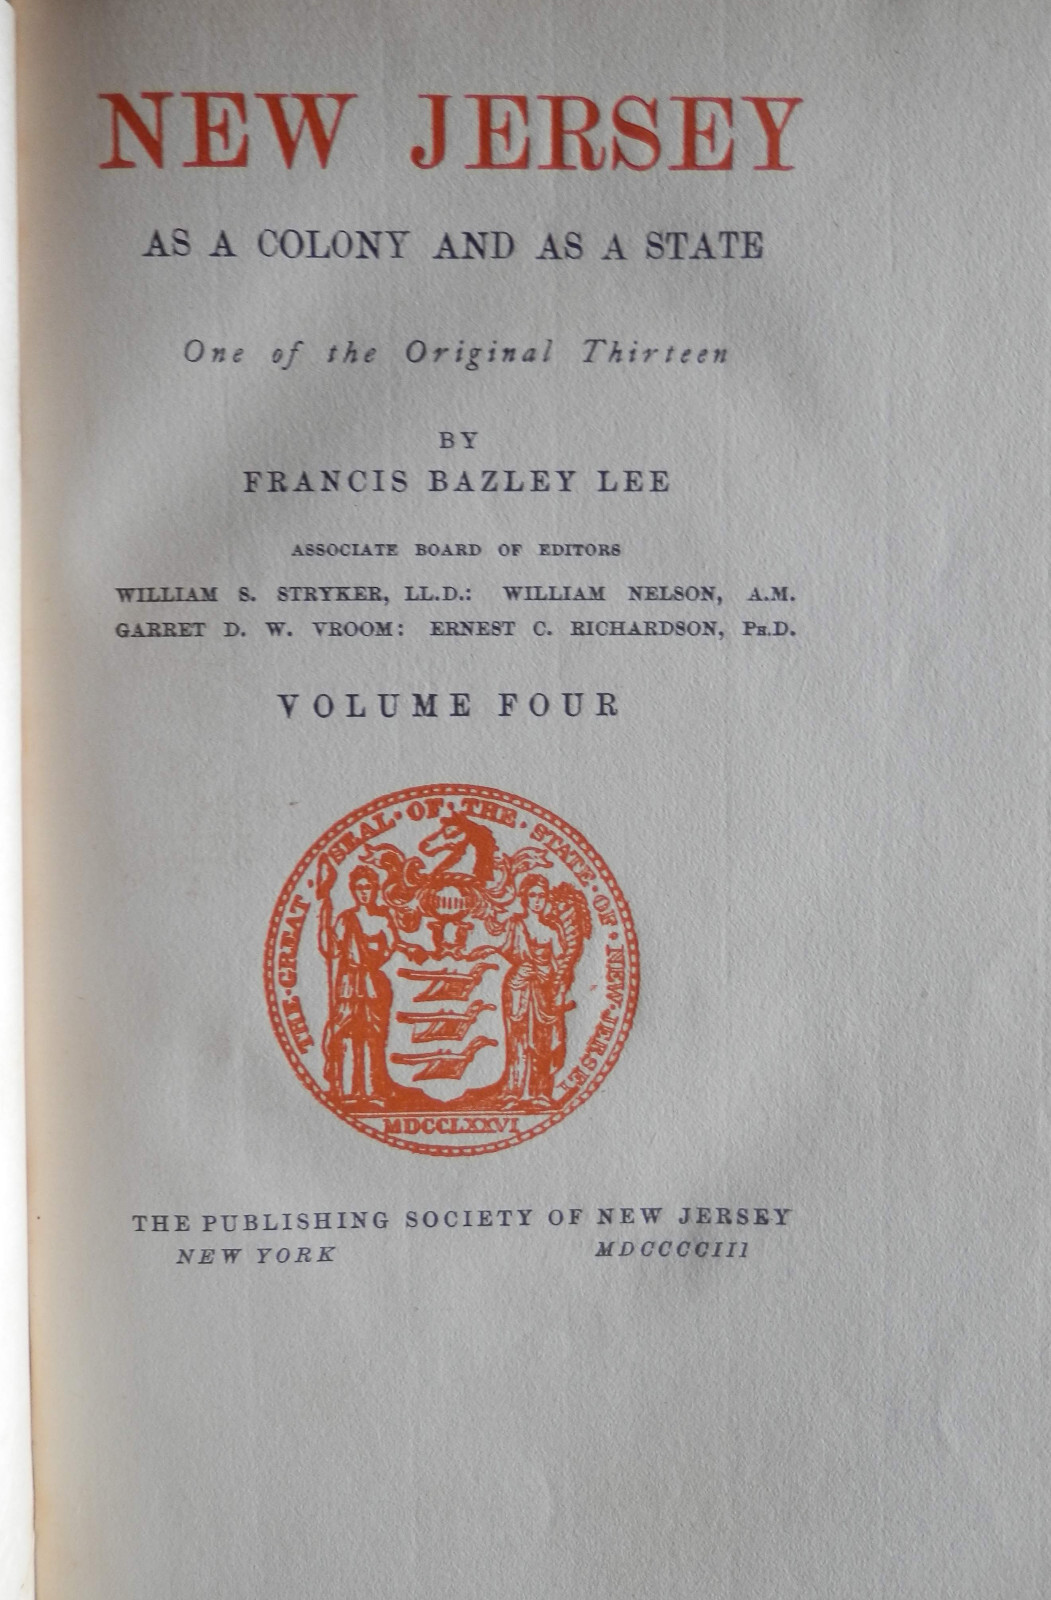 NEW JERSEY
AS A COLONY AND AS A STATE
One of the Original Thirteen
BY
FRANCIS BAZLEY LEE
ASSOCIATE BOARD OF EDITORS
WILLIAM S. STRYKER, LL.D.: WILLIAM NELSON, A.M.
GARRET D. W. VROOM: ERNEST C. RICHARDSON, PH.D.
VOLUME FOUR
THE·GREAT·SEAL·OF·THE·STATE·OF·NEW·JERSEY
MDCCLXXVI
THE PUBLISHING SOCIETY OF NEW JERSEY
NEW YORK MDCCCCIII